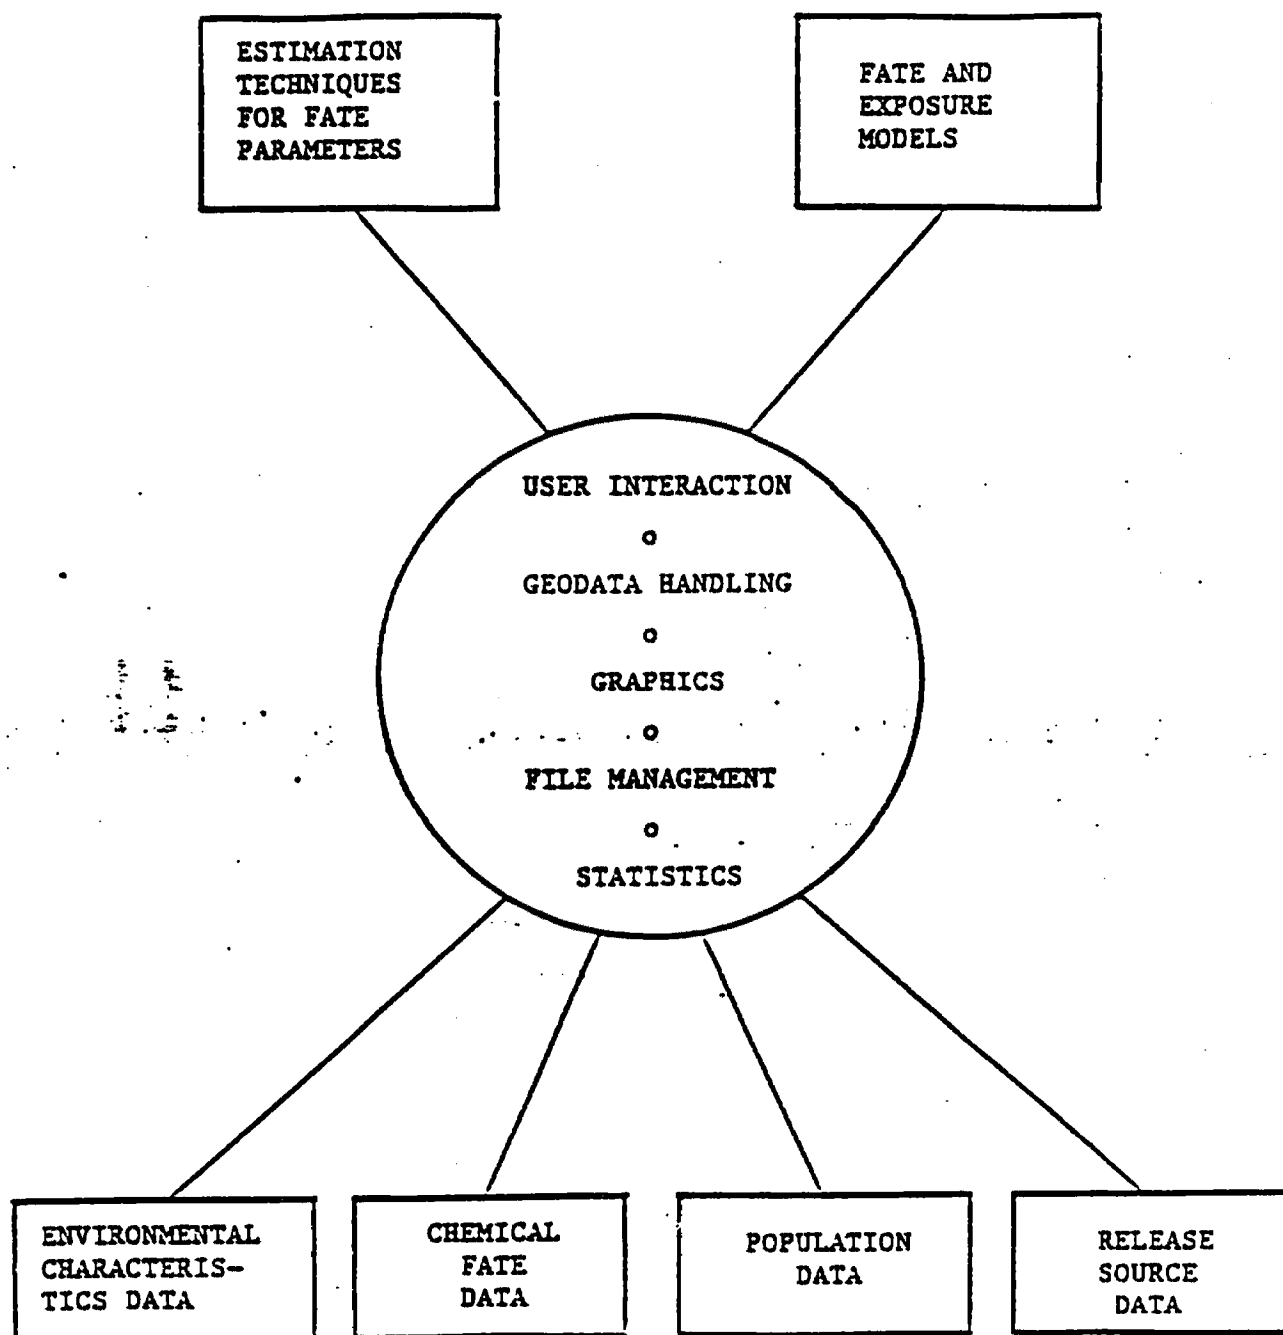 ESTIMATION
TECHNIQUES
FOR FATE
PARAMETERS
FATE AND
EXPOSURE
MODELS
USER INTERACTION
o
GEODATA HANDLING
o
GRAPHICS
o
FILE MANAGEMENT
o
STATISTICS
ENVIRONMENTAL
CHARACTERIS-
TICS DATA
CHEMICAL
FATE
DATA
POPULATION
DATA
RELEASE
SOURCE
DATA